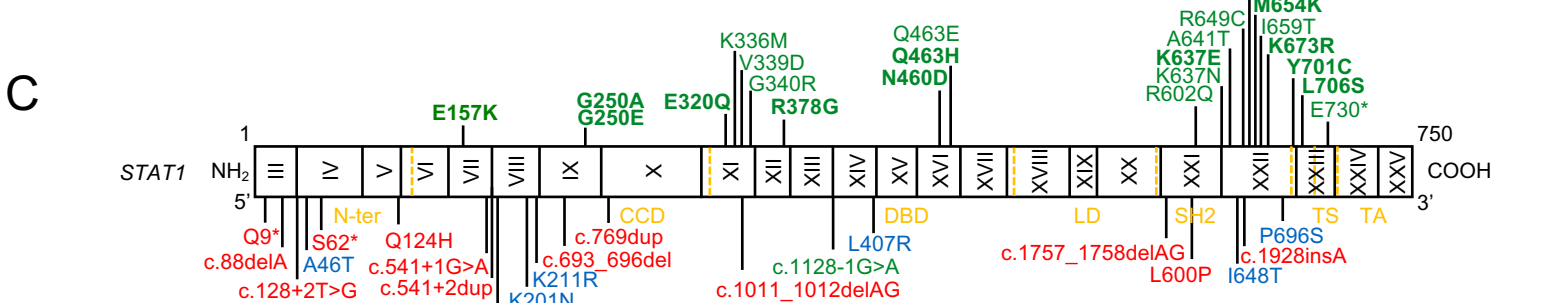 C
M654K
R649C
I659T
A641T
K673R
K637E
Y701C
K637N
L706S
R602Q
E730*
Q463E
Q463H
N460D
K336M
V339D
G340R
E320Q
R378G
G250A
G250E
E157K
1
750
STAT1
NH2
III
IV
V
VI
VII
VIII
IX
X
XI
XII
XIII
XIV
XV
XVI
XVII
XVIII
XIX
XX
XXI
XXII
XXIII
XXIV
XXV
COOH
5'
3'
N-ter
CCD
DBD
LD
SH2
TS
TA
Q9*
S62*
Q124H
c.769dup
L407R
P696S
c.88delA
A46T
c.541+1G>A
c.693_696del
c.1128-1G>A
c.1757_1758delAG
c.1928insA
c.128+2T>G
c.541+2dup
K211R
c.1011_1012delAG
L600P
I648T
K201N